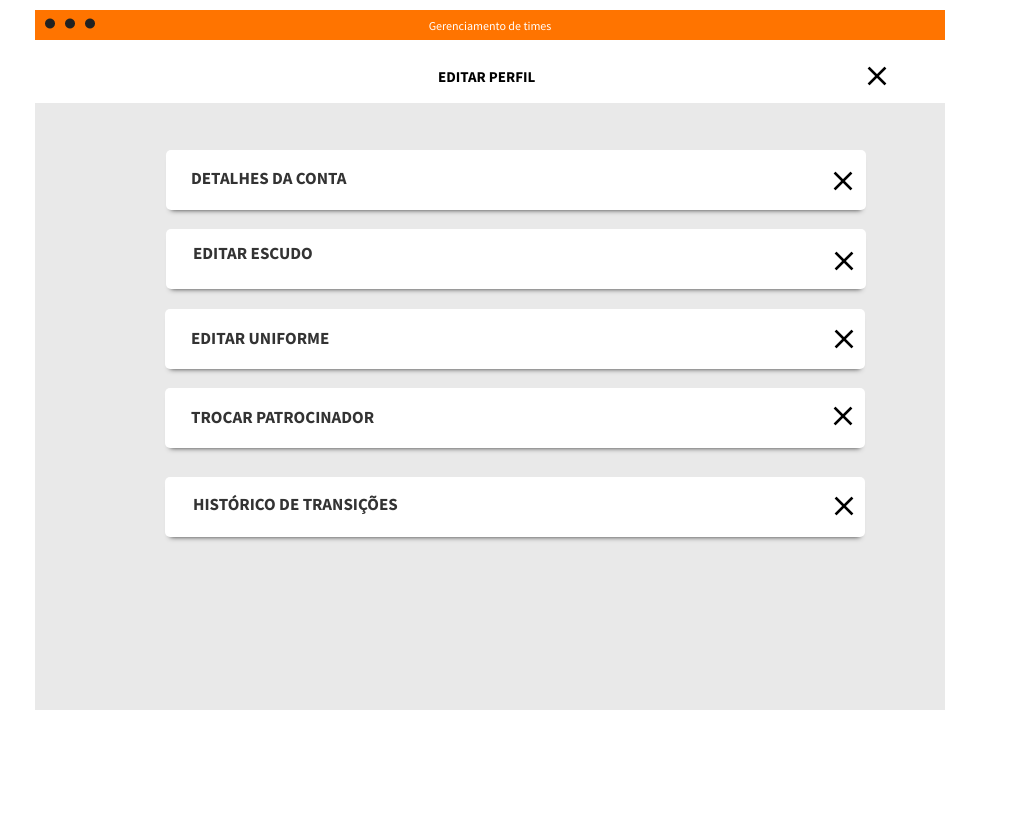 Gerenciamento de times
EDITAR PERFIL
DETALHES DA CONTA
EDITAR ESCUDO
EDITAR UNIFORME
TROCAR PATROCINADOR
HISTÓRICO DE TRANSIÇÕES